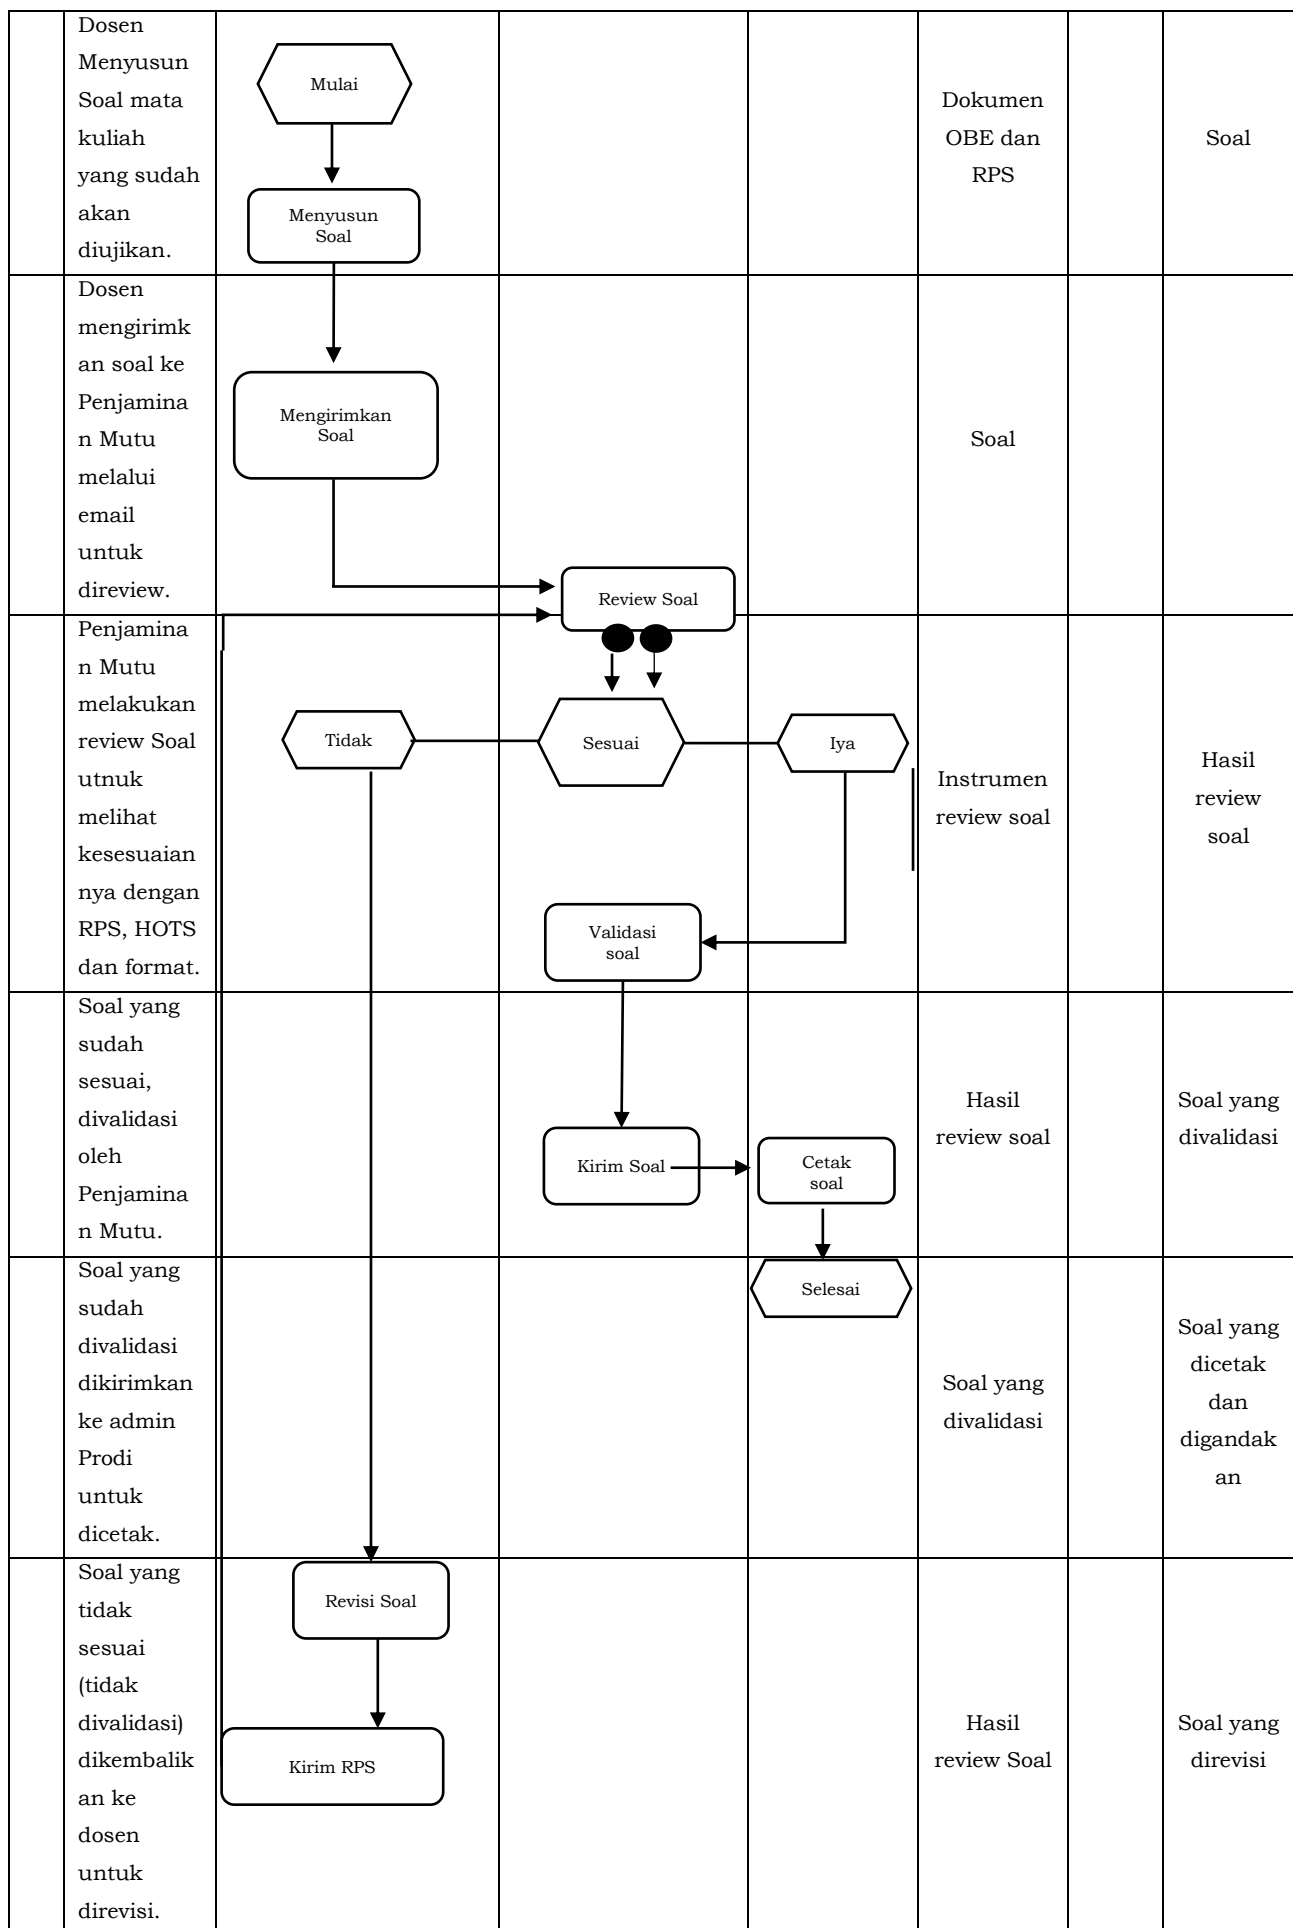 Dosen
Menyusun
Soal mata
kuliah
yang sudah
akan
diujikan.
Mulai
Menyusun
Soal
Dokumen
OBE dan
RPS
Soal
Dosen
mengirimk
an soal ke
Penjamina
n Mutu
melalui
email
untuk
direview.
Mengirimkan
Soal
Review Soal
Soal
Penjamina
n Mutu
melakukan
review Soal
utnuk
melihat
kesesuaian
nya dengan
RPS, HOTS
dan format.
Tidak
Sesuai
Iya
Validasi
soal
Instrumen
review soal
Hasil
review
soal
Soal yang
sudah
sesuai,
divalidasi
oleh
Penjamina
n Mutu.
Kirim Soal
Cetak
soal
Hasil
review soal
Soal yang
divalidasi
Soal yang
sudah
divalidasi
dikirimkan
ke admin
Prodi
untuk
dicetak.
Selesai
Soal yang
divalidasi
Soal yang
dicetak
dan
digandak
an
Soal yang
tidak
sesuai
(tidak
divalidasi)
dikembalik
an ke
dosen
untuk
direvisi.
Revisi Soal
Kirim RPS
Hasil
review Soal
Soal yang
direvisi